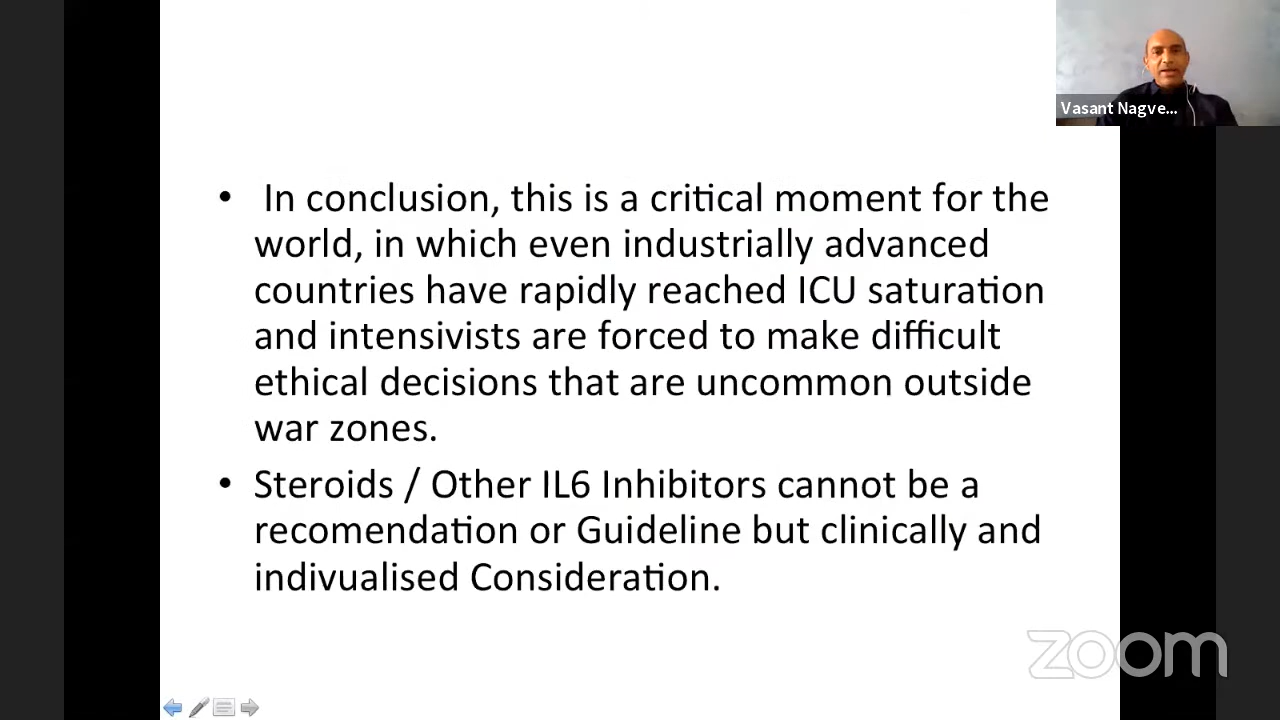 Vasant Nagve...
• In conclusion, this is a critical moment for the
world, in which even industrially advanced
countries have rapidly reached ICU saturation
and intensivists are forced to make difficult
ethical decisions that are uncommon outside
war zones.
• Steroids / Other IL6 Inhibitors cannot be a
recomendation or Guideline but clinically and
indivualised Consideration.
zoom